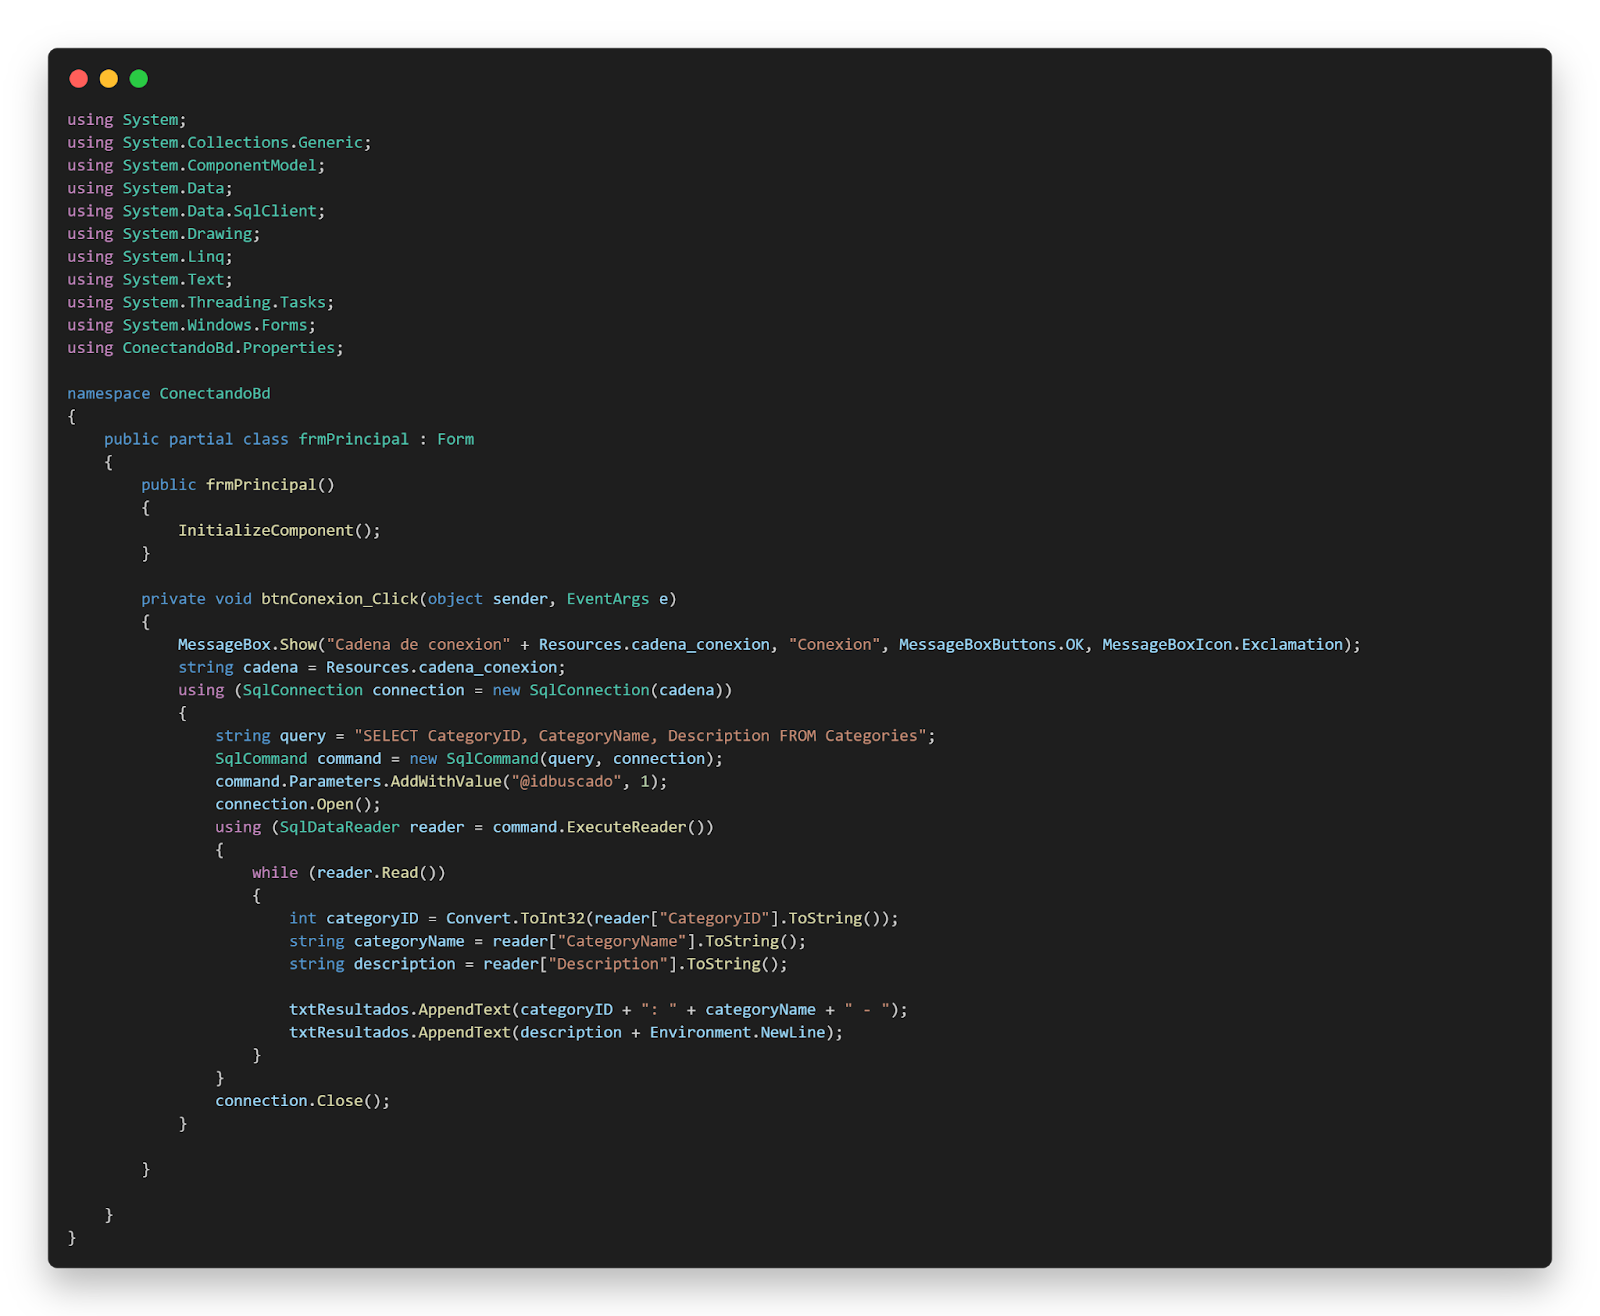 using System;
using System.Collections.Generic;
using System.ComponentModel;
using System.Data;
using System.Data.SqlClient;
using System.Drawing;
using System.Linq;
using System.Text;
using System.Threading.Tasks;
using System.Windows.Forms;
using ConectandoBd.Properties;

namespace ConectandoBd
{
    public partial class frmPrincipal : Form
    {
        public frmPrincipal()
        {
            InitializeComponent();
        }

        private void btnConexion_Click(object sender, EventArgs e)
        {
            MessageBox.Show("Cadena de conexion" + Resources.cadena_conexion, "Conexion", MessageBoxButtons.OK, MessageBoxIcon.Exclamation);
            string cadena = Resources.cadena_conexion;
            using (SqlConnection connection = new SqlConnection(cadena))
            {
                string query = "SELECT CategoryID, CategoryName, Description FROM Categories";
                SqlCommand command = new SqlCommand(query, connection);
                command.Parameters.AddWithValue("@idbuscado", 1);
                connection.Open();
                using (SqlDataReader reader = command.ExecuteReader())
                {
                    while (reader.Read())
                    {
                        int categoryID = Convert.ToInt32(reader["CategoryID"].ToString());
                        string categoryName = reader["CategoryName"].ToString();
                        string description = reader["Description"].ToString();

                        txtResultados.AppendText(categoryID + ": " + categoryName + " - ");
                        txtResultados.AppendText(description + Environment.NewLine);
                    }
                }
                connection.Close();
            }

        }

    }
}